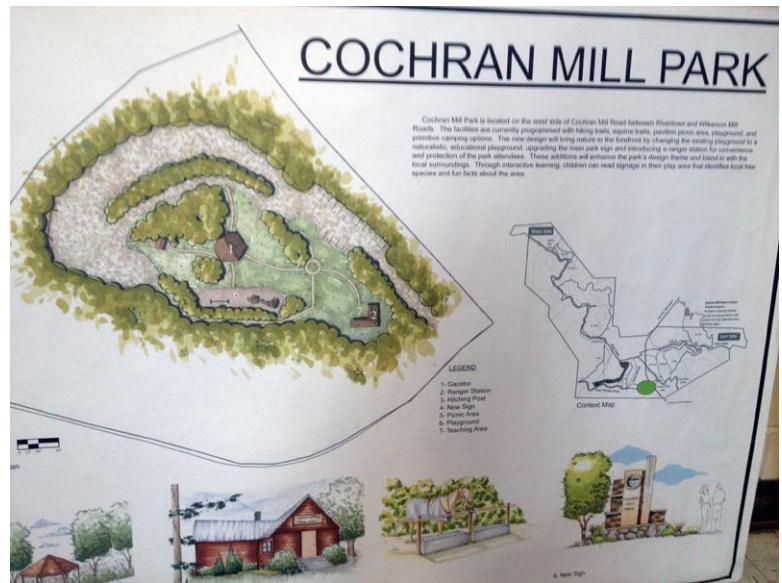 COCHRAN MILL PARK
Cochran Mill Park is located on the west side of Cochran Mill Road between Rivertown and Wilkerson Mill
Roads. The facilities are currently programmed with hiking trails, equine trails, pavilion picnic area, playground, and
primitive camping options. The new design will bring nature to the forefront by changing the existing playground to a
naturalistic, educational playground, upgrading the main park sign and introducing a ranger station for convenience
and protection of the park attendees. These additions will enhance the park's design theme and blend in with the
local surroundings. Through interactive learning, children can read signage in their play area that identifies local tree
species and fun facts about the area.
1
6
2
West Side
East Side
Context Map
LEGEND
1- Gazebo
2- Ranger Station
3- Hitching Post
4- New Sign
5- Picnic Area
6- Playground
7- Teaching Area
4. New Sign